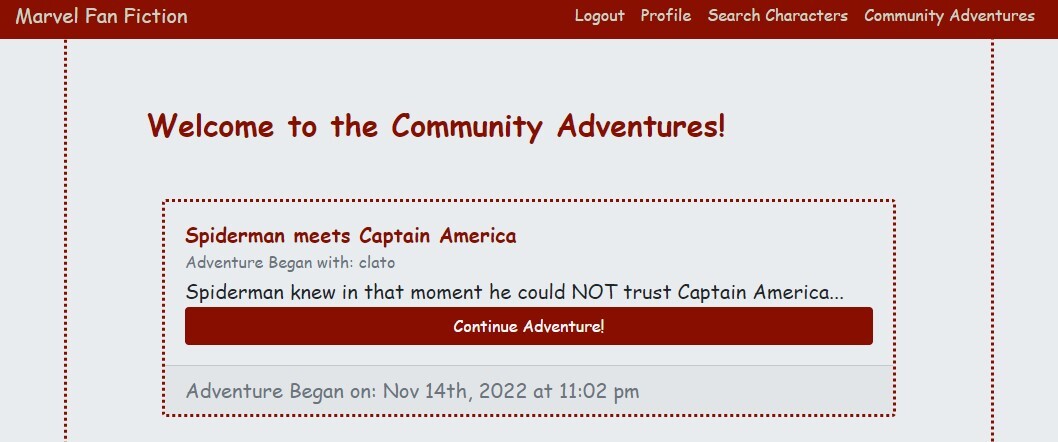 Marvel Fan Fiction Logout Profile Search Characters Community Adventures
Welcome to the Community Adventures!
Spiderman meets Captain America
Adventure Began with: clato
Spiderman knew in that moment he could NOT trust Captain America...
Continue Adventure!
Adventure Began on: Nov 14th, 2022 at 11:02 pm